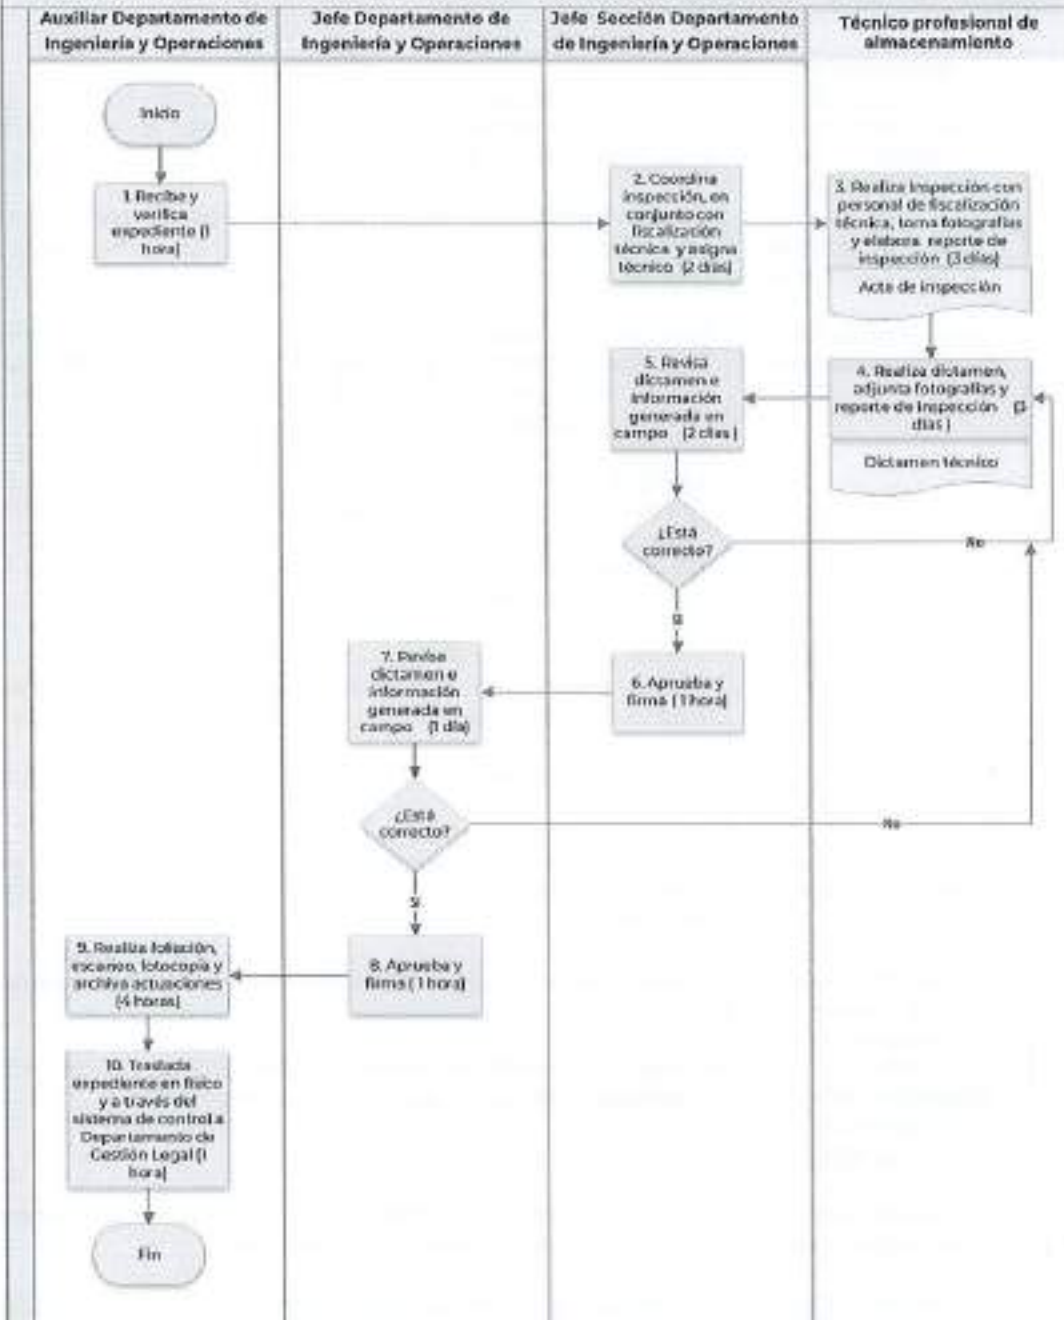 Auxiliar Departamento de
Ingeniería y Operaciones
Jefe Departamento de
Ingeniería y Operaciones
Jefe Sección Departamento
de Ingeniería y Operaciones
Técnico profesional de
almacenamiento
Inicio
1. Recibe y
verifica
expediente (1
hora)
2. Coordina
inspección, en
conjunto con
fiscalización
técnica y asigna
técnico (2 días)
3. Realiza Inspección con
personal de fiscalización
técnica, toma fotografías
y elabora reporte de
inspección (3 días)
Acta de inspección
4. Realiza dictamen,
adjunta fotografías y
reporte de Inspección (3
días)
Dictamen técnico
5. Revisa
dictamen e
información
generada en
campo (2 días)
¿Está
correcto?
No
Si
6. Aprueba y
firma (1 hora)
7. Revisa
dictamen e
información
generada en
campo (1 día)
¿Está
correcto?
No
Si
8. Aprueba y
firma (1 hora)
9. Realiza foliación,
escaneo, fotocopia y
archiva actuaciones
(4 horas)
10. Traslada
expediente en físico
y a través del
sistema de control a
Departamento de
Gestión Legal (1
hora)
Fin